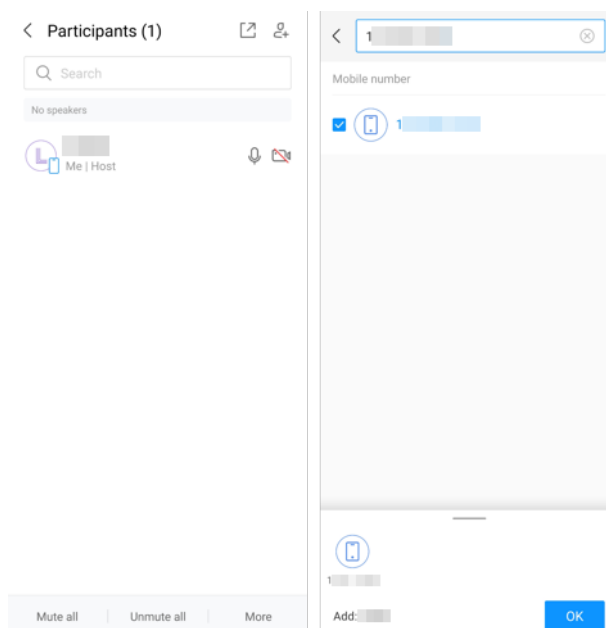 Participants (1)
Search
No speakers
L
Me | Host
Mute all
Unmute all
More
1
Mobile number
1
1
Add:
OK